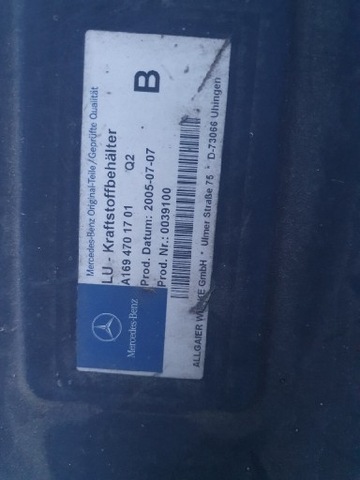 Mercedes-Benz Original-Teile/Geprüfte Qualität
LU - Kraftstoffbehälter
A169 470 17 01 Q2
B
Prod. Datum: 2005-07-07
Prod. Nr.: 0039100
ALLGAIER WERKE GmbH * Ulmer Straße 75 * D-73066 Uhingen
Mercedes-Benz